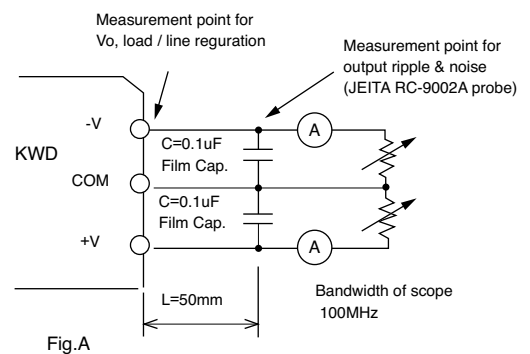 Measurement point for
Vo, load / line reguration
Measurement point for
output ripple & noise
(JEITA RC-9002A probe)
-V
A
C=0.1uF
Film Cap.
KWD
COM
C=0.1uF
Film Cap.
+V
A
L=50mm
Bandwidth of scope
100MHz
Fig.A